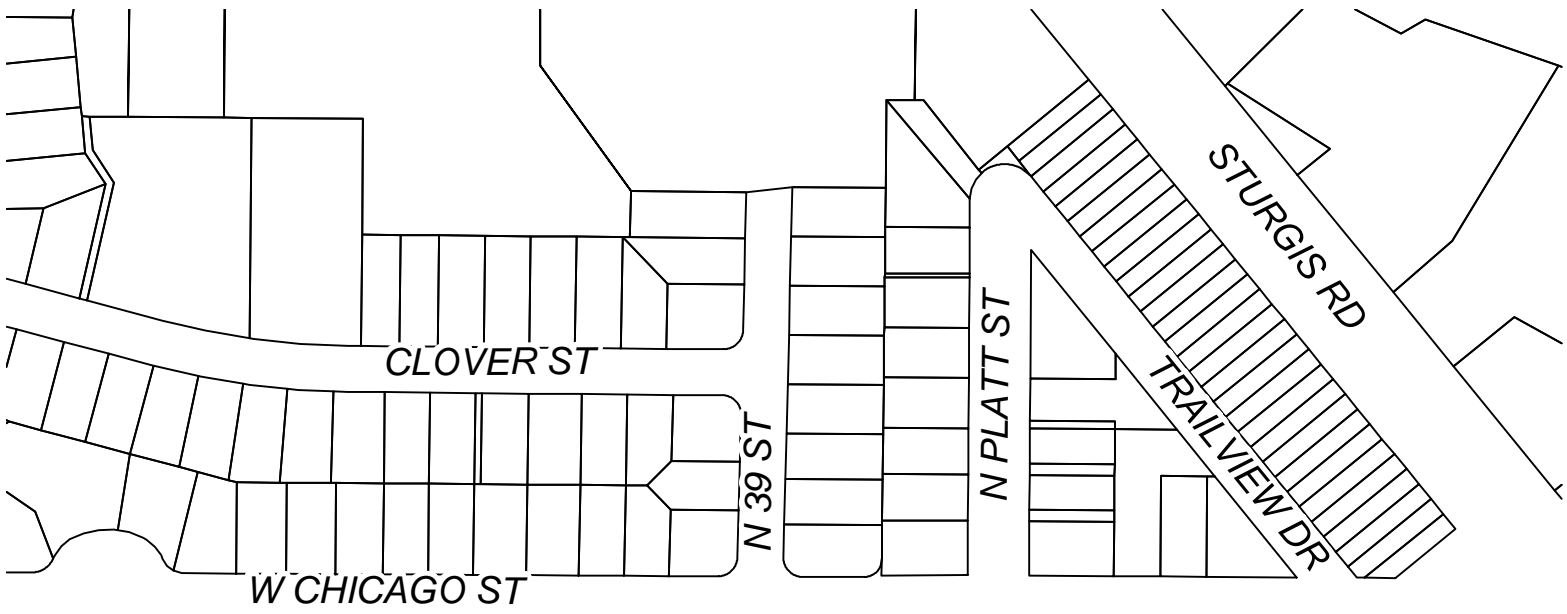 STURGIS RD
CLOVER ST
N PLATT ST
TRAILVIEW DR
N 39 ST
W CHICAGO ST